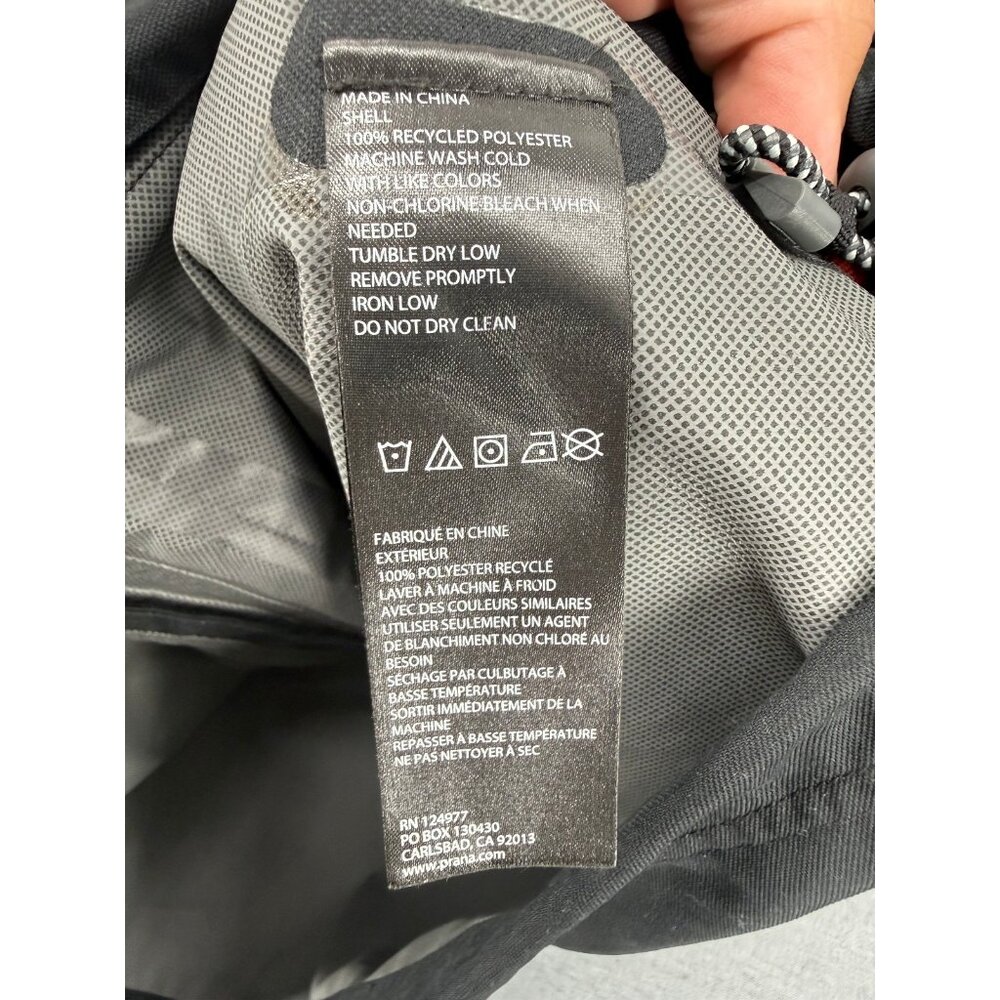 MADE IN CHINA
SHELL
100% RECYCLED POLYESTER
MACHINE WASH COLD
WITH LIKE COLORS
NON-CHLORINE BLEACH WHEN
NEEDED
TUMBLE DRY LOW
REMOVE PROMPTLY
IRON LOW
DO NOT DRY CLEAN
FABRIQUÉ EN CHINE
EXTÉRIEUR
100% POLYESTER RECYCLÉ
LAVER À MACHINE À FROID
AVEC DES COULEURS SIMILAIRES
UTILISER SEULEMENT UN AGENT
DE BLANCHIMENT NON CHLORÉ AU
BESOIN
SÉCHAGE PAR CULBUTAGE À
BASSE TEMPÉRATURE
SORTIR IMMÉDIATEMENT DE LA
MACHINE
REPASSER À BASSE TEMPÉRATURE
NE PAS NETTOYER À SEC
RN 124977
PO BOX 130430
CARLSBAD, CA 92013
www.prana.com